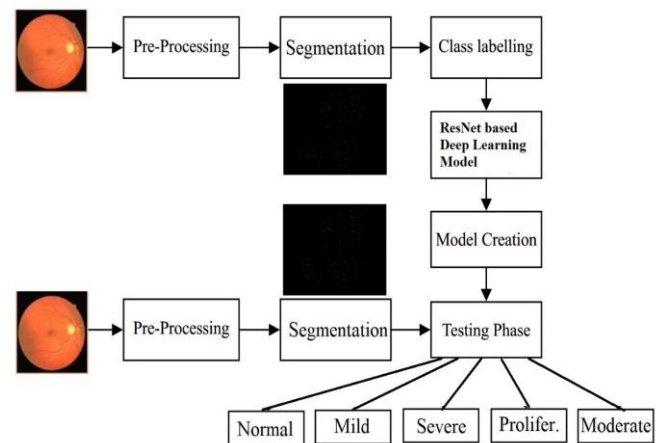 Pre-Processing
Segmentation
Class labelling
ResNet based
Deep Learning
Model
Model Creation
Pre-Processing
Segmentation
Testing Phase
Normal
Mild
Severe
Prolifer.
Moderate